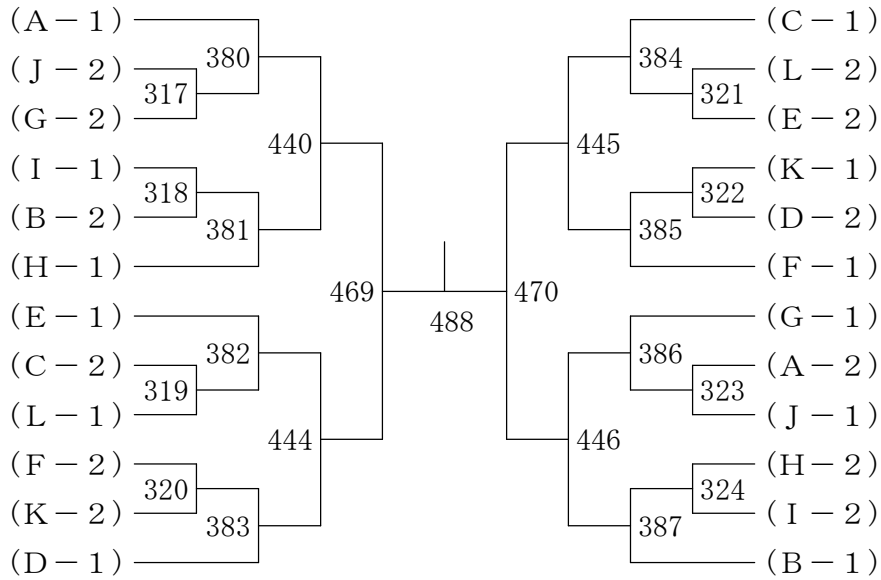 (A－1)
(J－2)
(G－2)
(I－1)
(B－2)
(H－1)
(E－1)
(C－2)
(L－1)
(F－2)
(K－2)
(D－1)
317
318
319
320
380
381
382
383
440
444
469
488
470
445
446
384
385
386
387
321
322
323
324
(C－1)
(L－2)
(E－2)
(K－1)
(D－2)
(F－1)
(G－1)
(A－2)
(J－1)
(H－2)
(I－2)
(B－1)